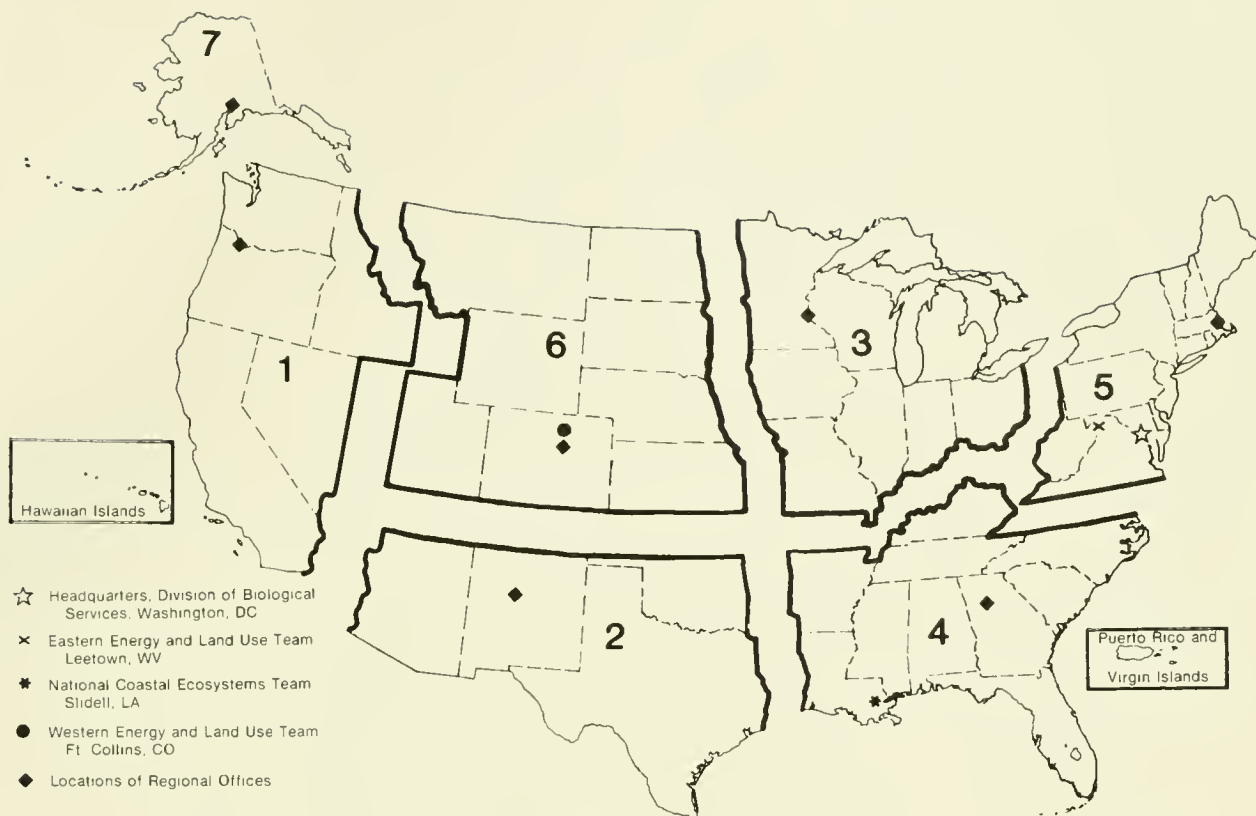 7
1
6
3
5
2
4
Hawaiian Islands
Puerto Rico and
Virgin Islands
Headquarters, Division of Biological
Services, Washington, DC
Eastern Energy and Land Use Team
Leetown, WV
National Coastal Ecosystems Team
Slidell, LA
Western Energy and Land Use Team
Ft Collins, CO
Locations of Regional Offices